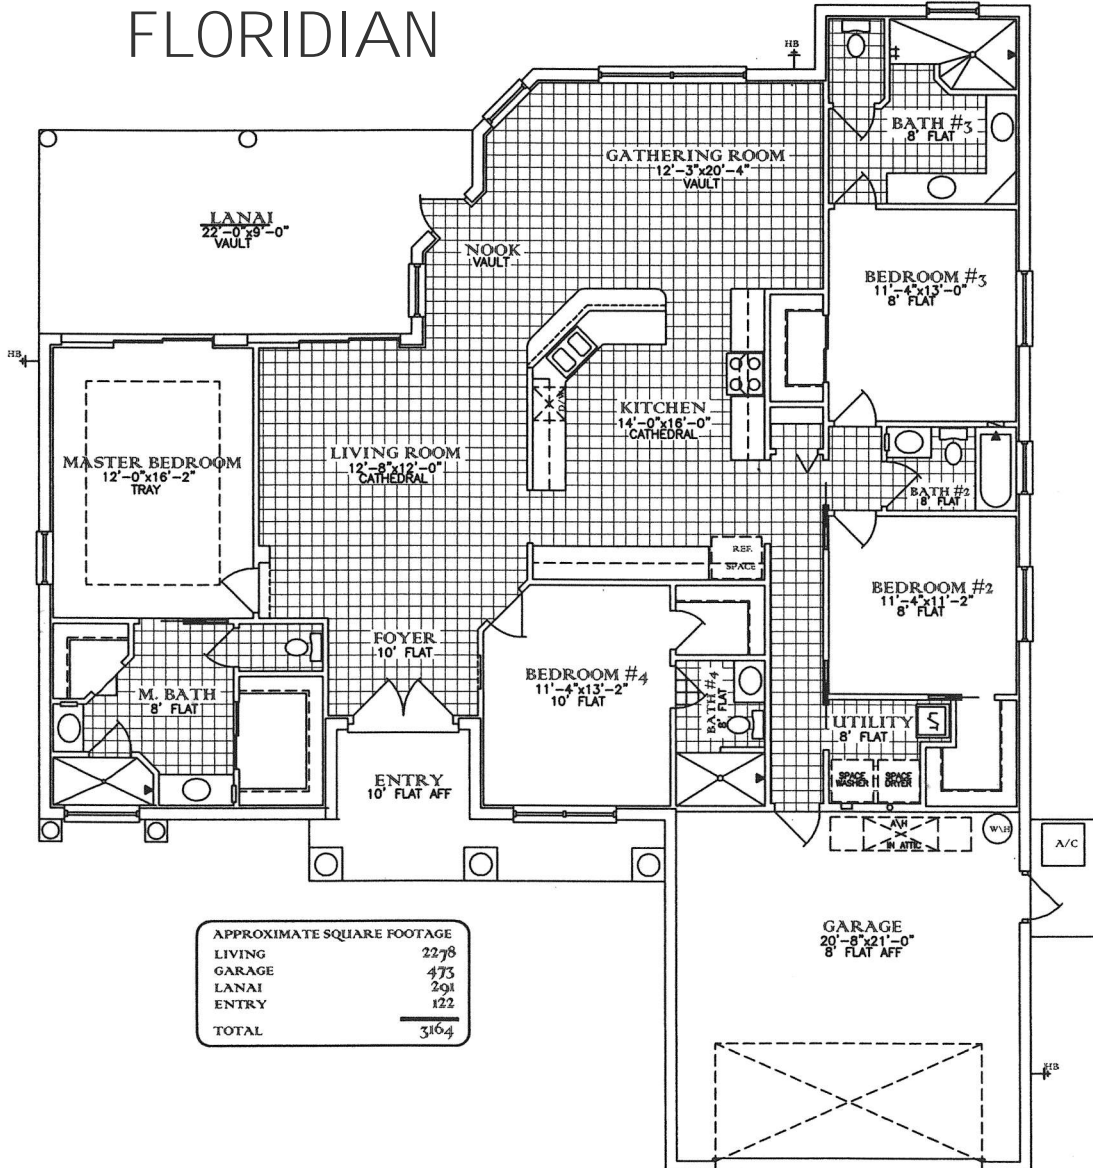 FLORIDIAN
HB
BATH #3
8' FLAT
GATHERING ROOM
12'-3"x20'-4"
VAULT
LANAI
22'-0"x9'-0"
VAULT
NOOK
VAULT
BEDROOM #3
11'-4"x13'-0"
8' FLAT
HB
KITCHEN
14'-0"x16'-0"
CATHEDRAL
D/W
MASTER BEDROOM
12'-0"x16'-2"
TRAY
LIVING ROOM
12'-8"x12'-0"
CATHEDRAL
BATH #2
8' FLAT
REF.
SPACE
BEDROOM #2
11'-4"x11'-2"
8' FLAT
FOYER
10' FLAT
BEDROOM #4
11'-4"x13'-2"
10' FLAT
BATH #4
8' FLAT
M. BATH
8' FLAT
UTILITY
8' FLAT
ENTRY
10' FLAT AFF
SPACE
WASHER
SPACE
DRYER
A\H
IN ATTIC
W\H
A/C
GARAGE
20'-8"x21'-0"
8' FLAT AFF
APPROXIMATE SQUARE FOOTAGE
LIVING 2278
GARAGE 473
LANAI 291
ENTRY 122
TOTAL 3164
HB